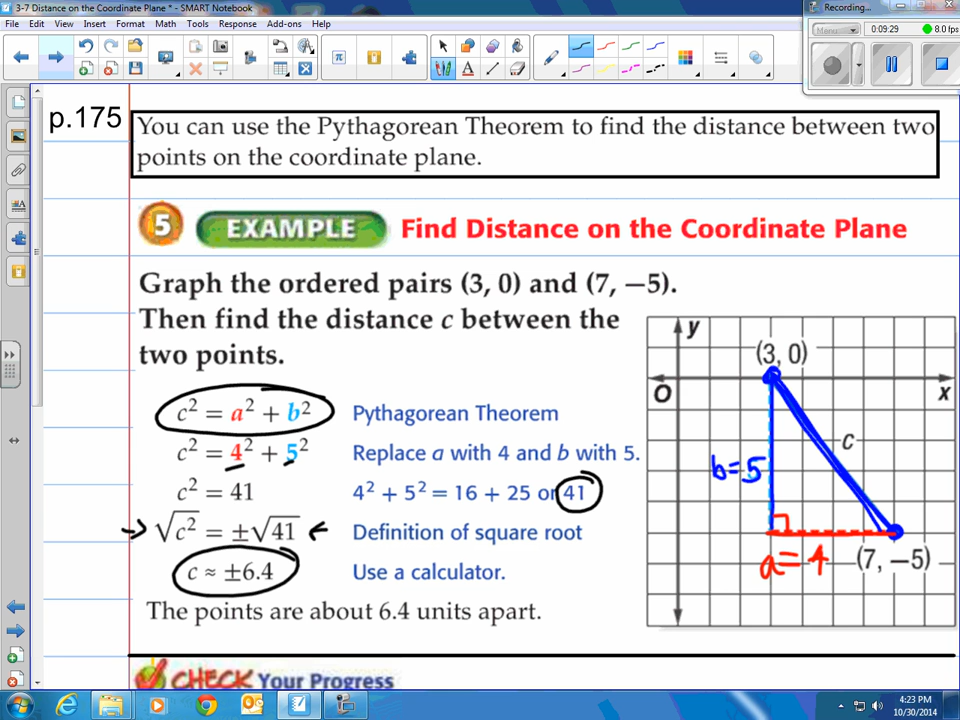 3-7 Distance on the Coordinate Plane * - SMART Notebook
Recording...
File Edit View Insert Format Math Tools Response Add-ons Help
Menu
09:29
8.0 fps
p.175
You can use the Pythagorean Theorem to find the distance between two
points on the coordinate plane.
5 EXAMPLE Find Distance on the Coordinate Plane
Graph the ordered pairs (3, 0) and (7, −5).
Then find the distance c between the
two points.
c² = a² + b² Pythagorean Theorem
c² = 4² + 5² Replace a with 4 and b with 5.
c² = 41 4² + 5² = 16 + 25 or 41
√c² = ±√41 Definition of square root
c ≈ ±6.4 Use a calculator.
The points are about 6.4 units apart.
y
(3, 0)
O
x
c
b=5
a=4
(7, −5)
CHECK Your Progress
4:23 PM
10/30/2014